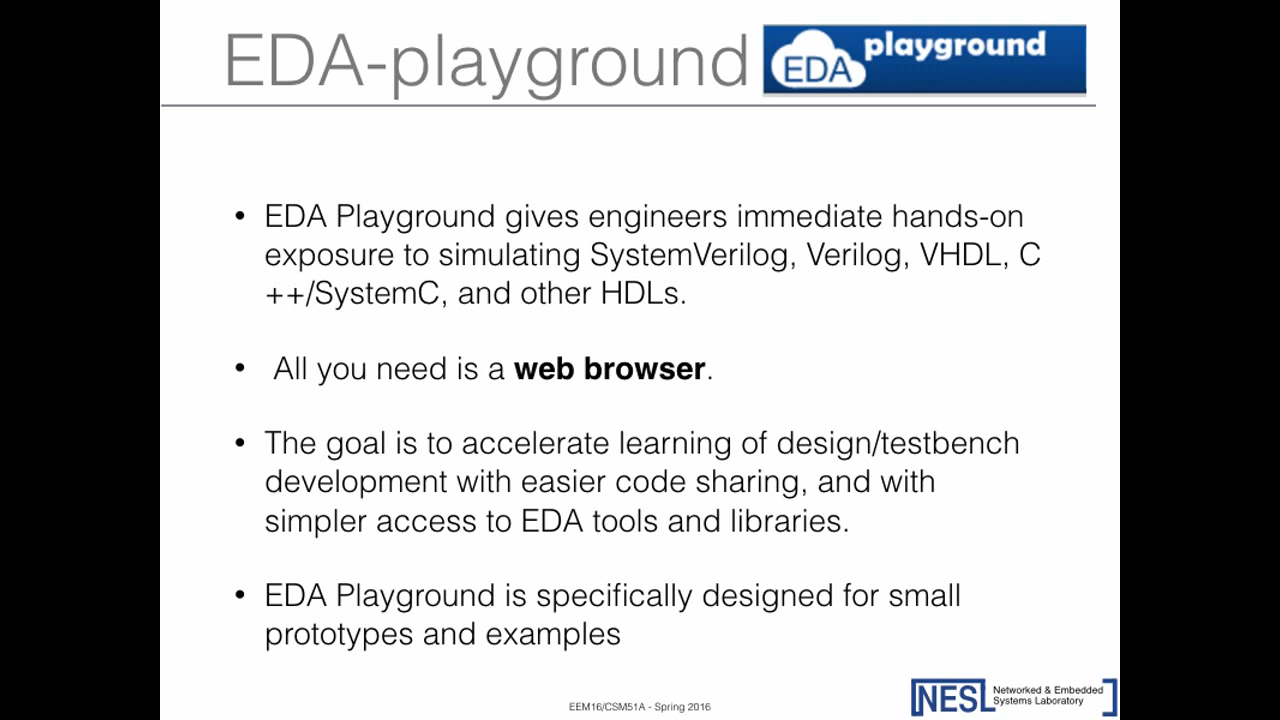 EDA-playground
EDA playground
• EDA Playground gives engineers immediate hands-on
exposure to simulating SystemVerilog, Verilog, VHDL, C
++/SystemC, and other HDLs.
• All you need is a web browser.
• The goal is to accelerate learning of design/testbench
development with easier code sharing, and with
simpler access to EDA tools and libraries.
• EDA Playground is specifically designed for small
prototypes and examples
EEM16/CSM51A - Spring 2016
NESL Networked & Embedded
Systems Laboratory